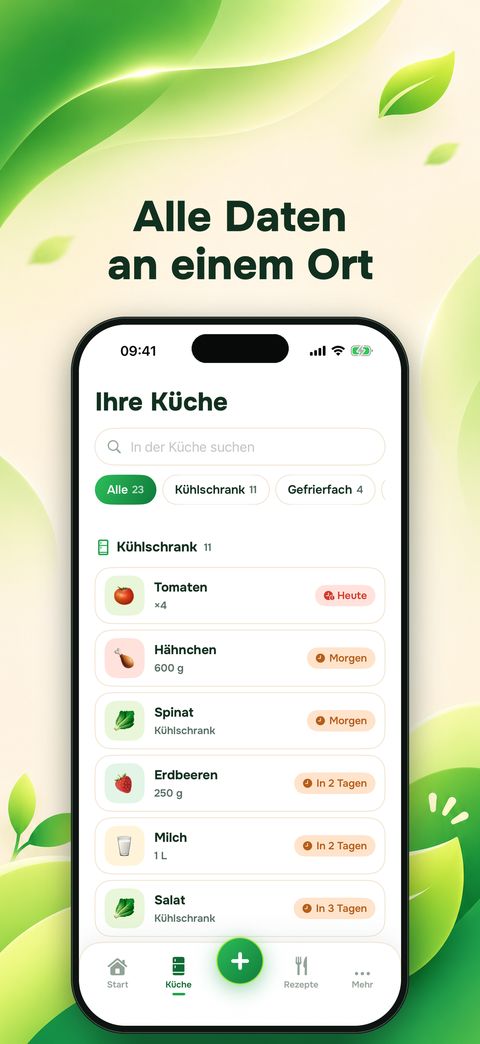 Alle Daten
an einem Ort
09:41
Ihre Küche
In der Küche suchen
Alle 23
Kühlschrank 11
Gefrierfach 4
Kühlschrank 11
Tomaten
×4
Heute
Hähnchen
600 g
Morgen
Spinat
Kühlschrank
Morgen
Erdbeeren
250 g
In 2 Tagen
Milch
1 L
In 2 Tagen
Salat
Kühlschrank
In 3 Tagen
Start
Küche
Rezepte
Mehr